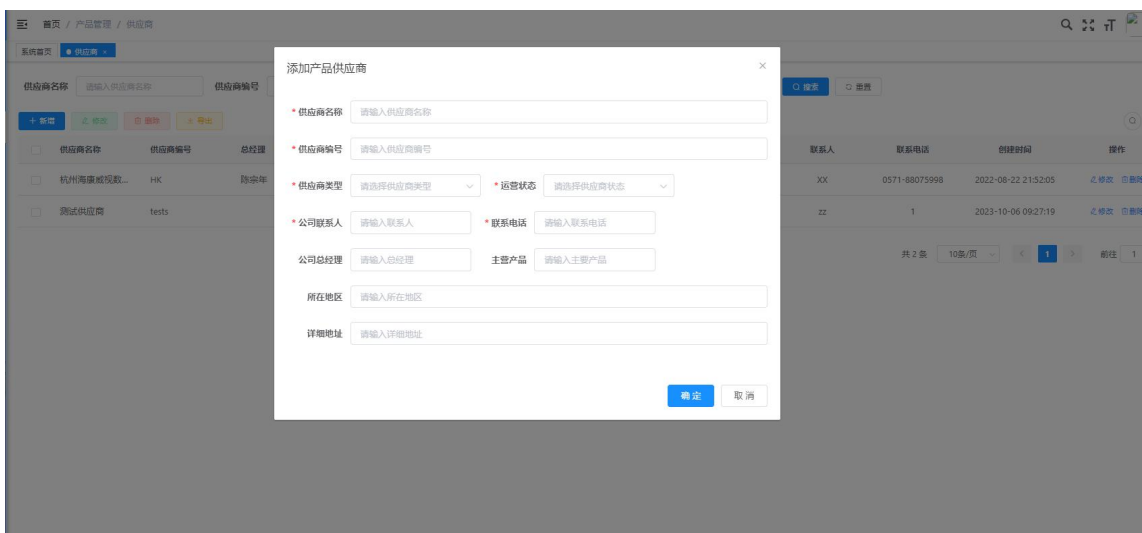 首页 / 产品管理 / 供应商
系统首页 供应商 ×
供应商名称 请输入供应商名称 供应商编号 搜索 重置
+ 新增 修改 删除 导出
供应商名称 供应商编号 总经理 联系人 联系电话 创建时间 操作
杭州海康威视数... HK 陈宗年 XX 0571-88075998 2022-08-22 21:52:05 修改 删除
测试供应商 tests zz 1 2023-10-06 09:27:19 修改 删除
共 2 条 10条/页 < 1 > 前往 1
添加产品供应商 ×
* 供应商名称 请输入供应商名称
* 供应商编号 请输入供应商编号
* 供应商类型 请选择供应商类型 * 运营状态 请选择供应商状态
* 公司联系人 请输入联系人 * 联系电话 请输入联系电话
公司总经理 请输入总经理 主营产品 请输入主要产品
所在地区 请输入所在地区
详细地址 请输入详细地址
确定 取消